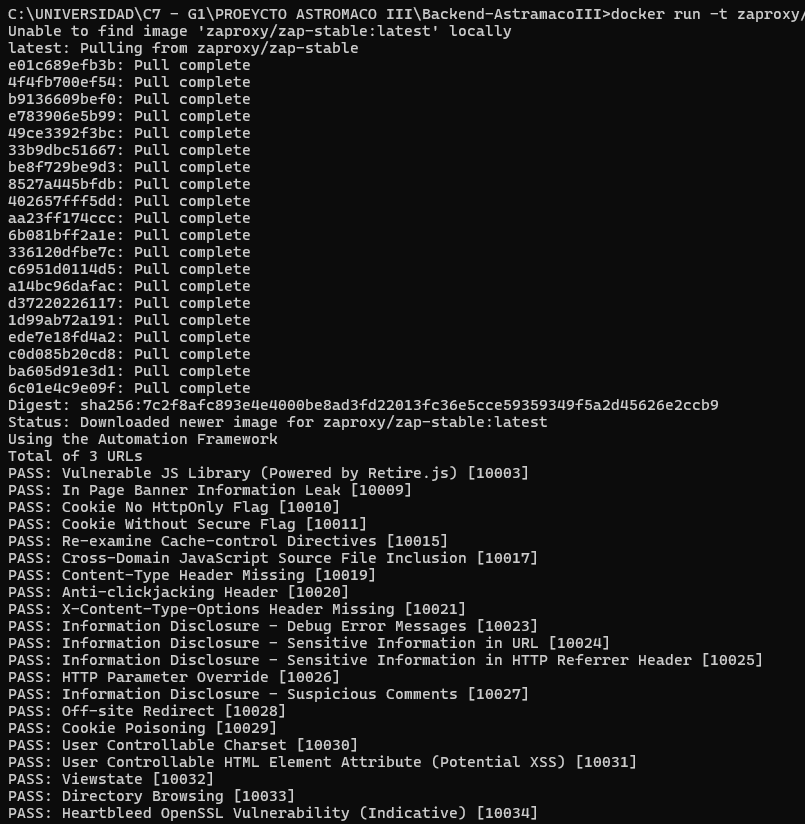 C:\UNIVERSIDAD\C7 - G1\PROEYCTO ASTROMACO III\Backend-AstramacoIII>docker run -t zaproxy/
Unable to find image 'zaproxy/zap-stable:latest' locally
latest: Pulling from zaproxy/zap-stable
e01c689efb3b: Pull complete
4f4fb700ef54: Pull complete
b9136609bef0: Pull complete
e783906e5b99: Pull complete
49ce3392f3bc: Pull complete
33b9dbc51667: Pull complete
be8f729be9d3: Pull complete
8527a445bfdb: Pull complete
402657fff5dd: Pull complete
aa23ff174ccc: Pull complete
6b081bff2a1e: Pull complete
336120dfbe7c: Pull complete
c6951d0114d5: Pull complete
a14bc96dafac: Pull complete
d37220226117: Pull complete
1d99ab72a191: Pull complete
ede7e18fd4a2: Pull complete
c0d085b20cd8: Pull complete
ba605d91e3d1: Pull complete
6c01e4c9e09f: Pull complete
Digest: sha256:7c2f8afc893e4e4000be8ad3fd22013fc36e5cce59359349f5a2d45626e2ccb9
Status: Downloaded newer image for zaproxy/zap-stable:latest
Using the Automation Framework
Total of 3 URLs
PASS: Vulnerable JS Library (Powered by Retire.js) [10003]
PASS: In Page Banner Information Leak [10009]
PASS: Cookie No HttpOnly Flag [10010]
PASS: Cookie Without Secure Flag [10011]
PASS: Re-examine Cache-control Directives [10015]
PASS: Cross-Domain JavaScript Source File Inclusion [10017]
PASS: Content-Type Header Missing [10019]
PASS: Anti-clickjacking Header [10020]
PASS: X-Content-Type-Options Header Missing [10021]
PASS: Information Disclosure - Debug Error Messages [10023]
PASS: Information Disclosure - Sensitive Information in URL [10024]
PASS: Information Disclosure - Sensitive Information in HTTP Referrer Header [10025]
PASS: HTTP Parameter Override [10026]
PASS: Information Disclosure - Suspicious Comments [10027]
PASS: Off-site Redirect [10028]
PASS: Cookie Poisoning [10029]
PASS: User Controllable Charset [10030]
PASS: User Controllable HTML Element Attribute (Potential XSS) [10031]
PASS: Viewstate [10032]
PASS: Directory Browsing [10033]
PASS: Heartbleed OpenSSL Vulnerability (Indicative) [10034]